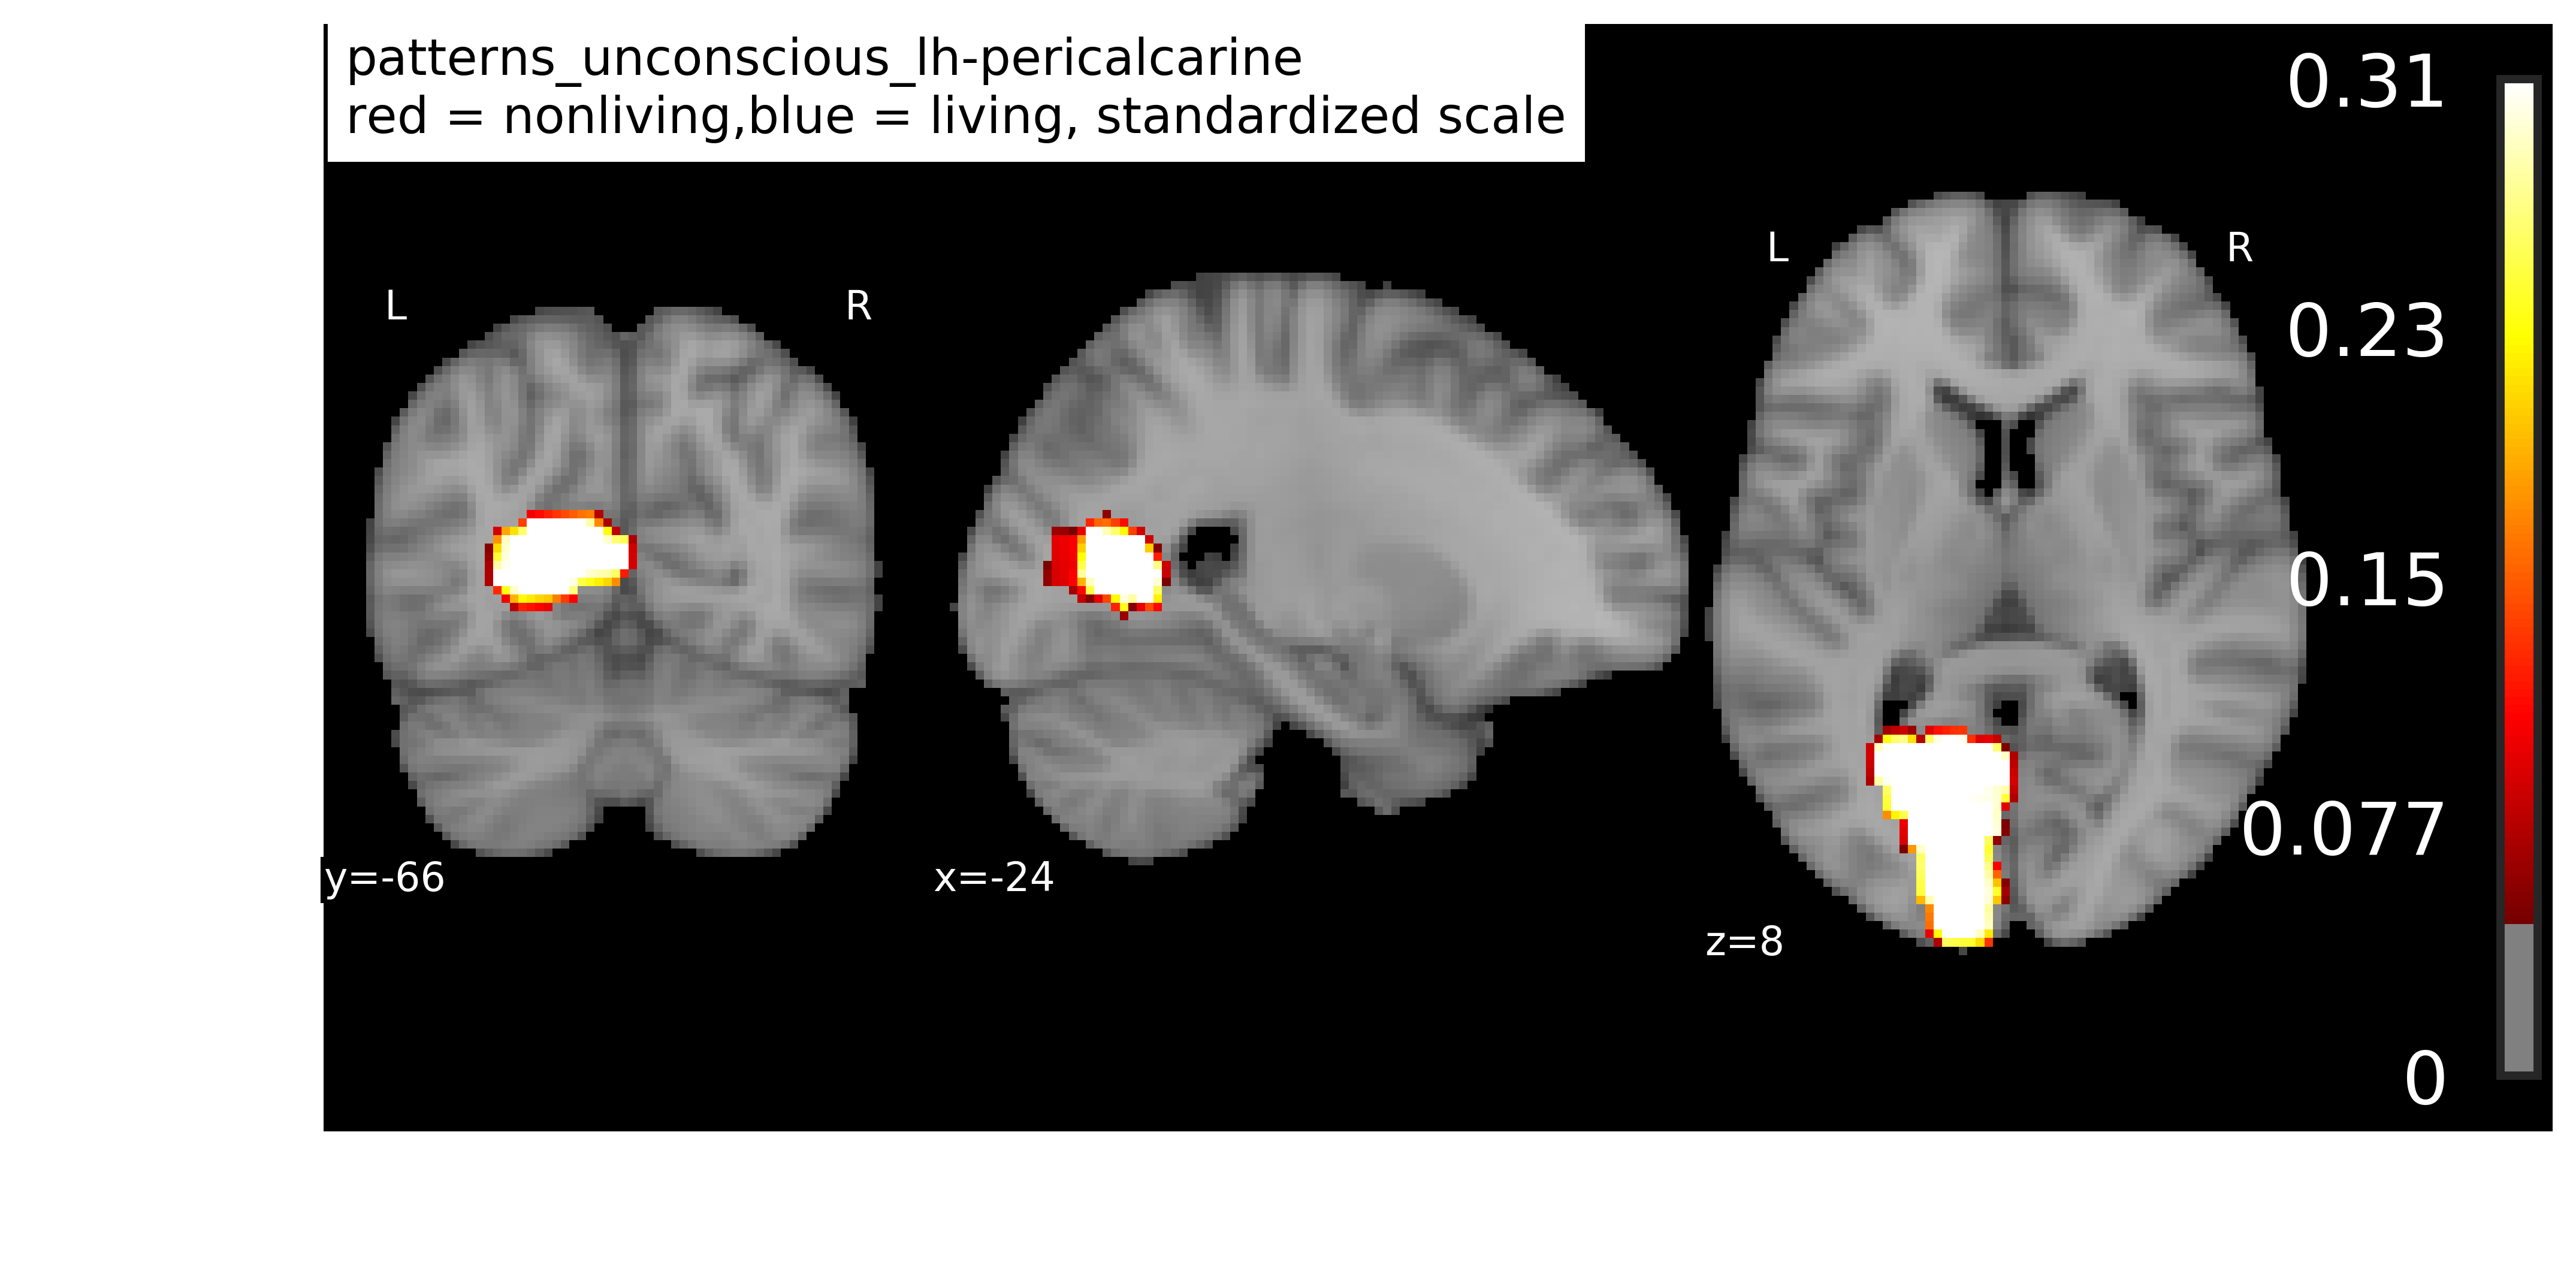 patterns_unconscious_lh-pericalcarine
red = nonliving,blue = living, standardized scale
L
R
y=-66
x=-24
L
R
z=8
0.31
0.23
0.15
0.077
0